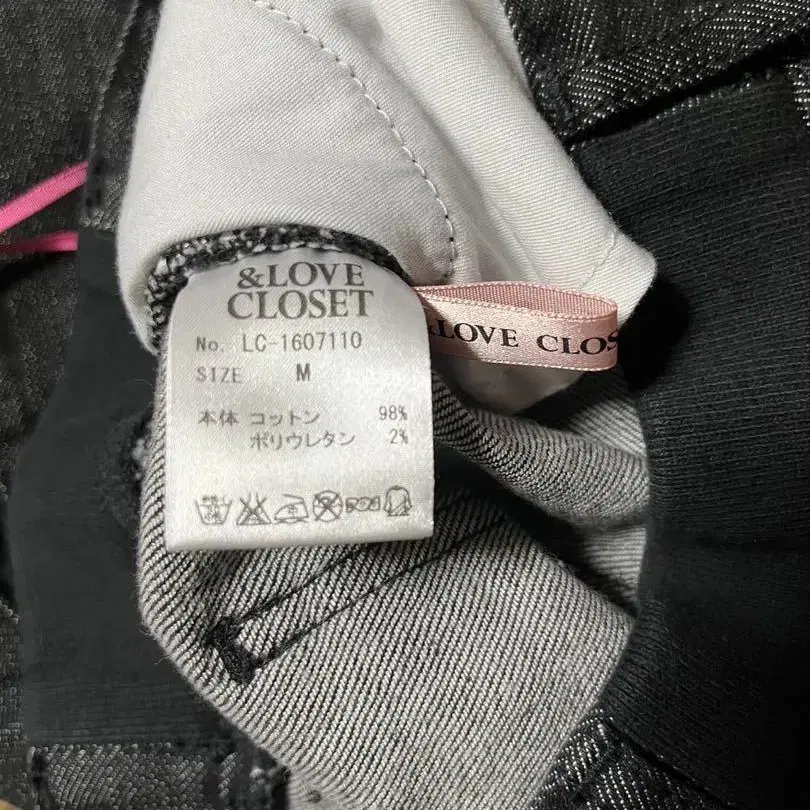 &LOVE
CLOSET
No. LC-1607110
SIZE M
本体 コットン 98%
ポリウレタン 2%
&LOVE CLOS